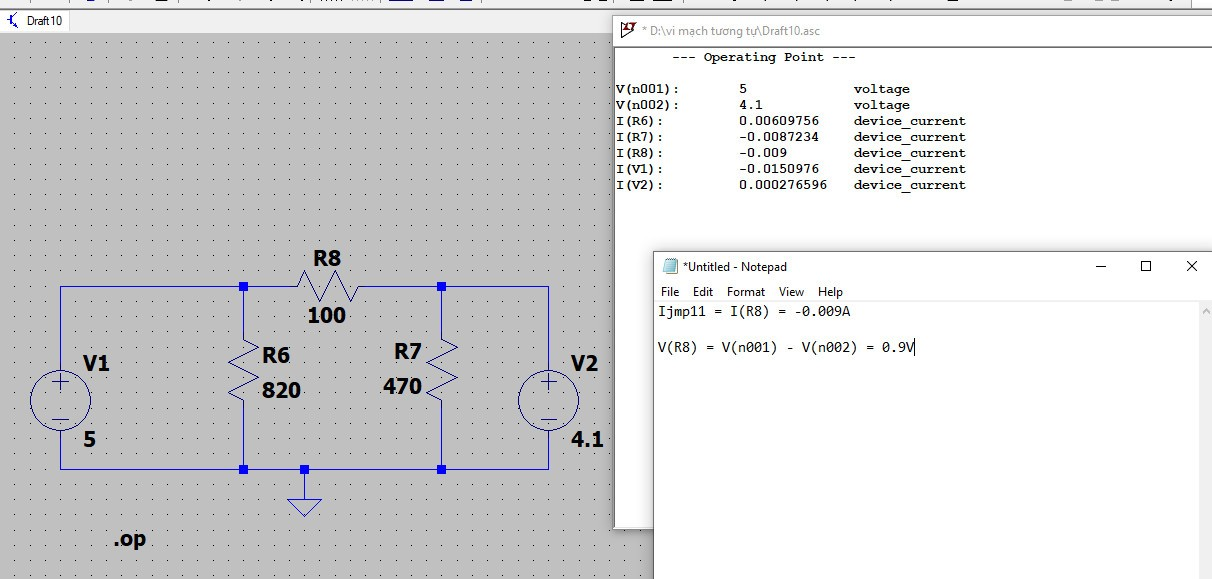 Draft10
* D:\vi mạch tương tự\Draft10.asc
--- Operating Point ---
V(n001): 5 voltage
V(n002): 4.1 voltage
I(R6): 0.00609756 device_current
I(R7): -0.0087234 device_current
I(R8): -0.009 device_current
I(V1): -0.0150976 device_current
I(V2): 0.000276596 device_current
*Untitled - Notepad
File Edit Format View Help
Ijmp11 = I(R8) = -0.009A
V(R8) = V(n001) - V(n002) = 0.9V
R8
100
V1
5
R6
820
R7
470
V2
4.1
.op